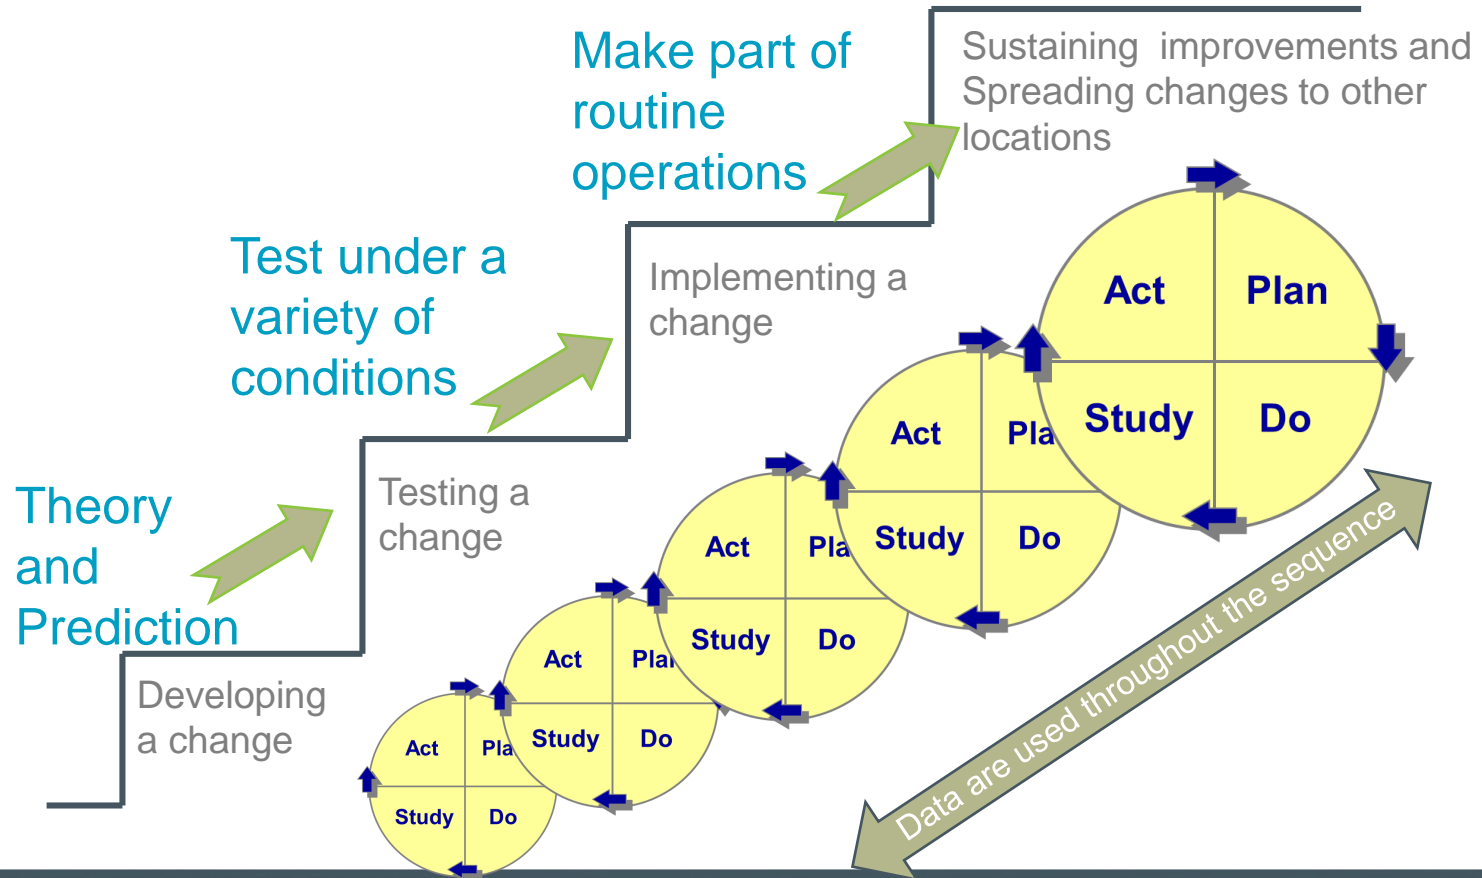 Make part of
routine
operations
Sustaining improvements and
Spreading changes to other
locations
Test under a
variety of
conditions
Implementing a
change
Theory
and
Prediction
Testing a
change
Developing
a change
Act Plan
Study Do
Act Pla
Study Do
Act Pla
Study Do
Act Pla
Study Do
Act Pla
Study Do
Data are used throughout the sequence